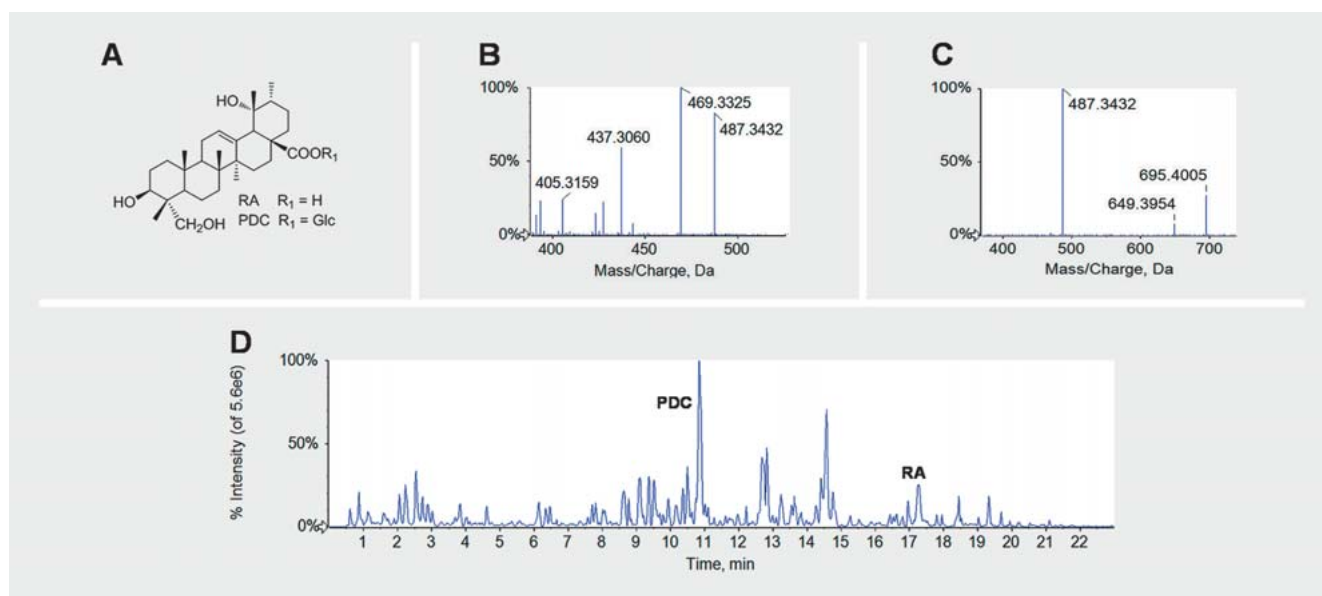 A
HO
COOR1
HO
CH2OH
RA R1 = H
PDC R1 = Glc
B
100%
50%
0%
469.3325
487.3432
437.3060
405.3159
400 450 500
Mass/Charge, Da
C
100%
50%
0%
487.3432
695.4005
649.3954
400 500 600 700
Mass/Charge, Da
D
% Intensity (of 5.6e6)
100%
50%
0%
PDC
RA
1 2 3 4 5 6 7 8 9 10 11 12 13 14 15 16 17 18 19 20 21 22
Time, min